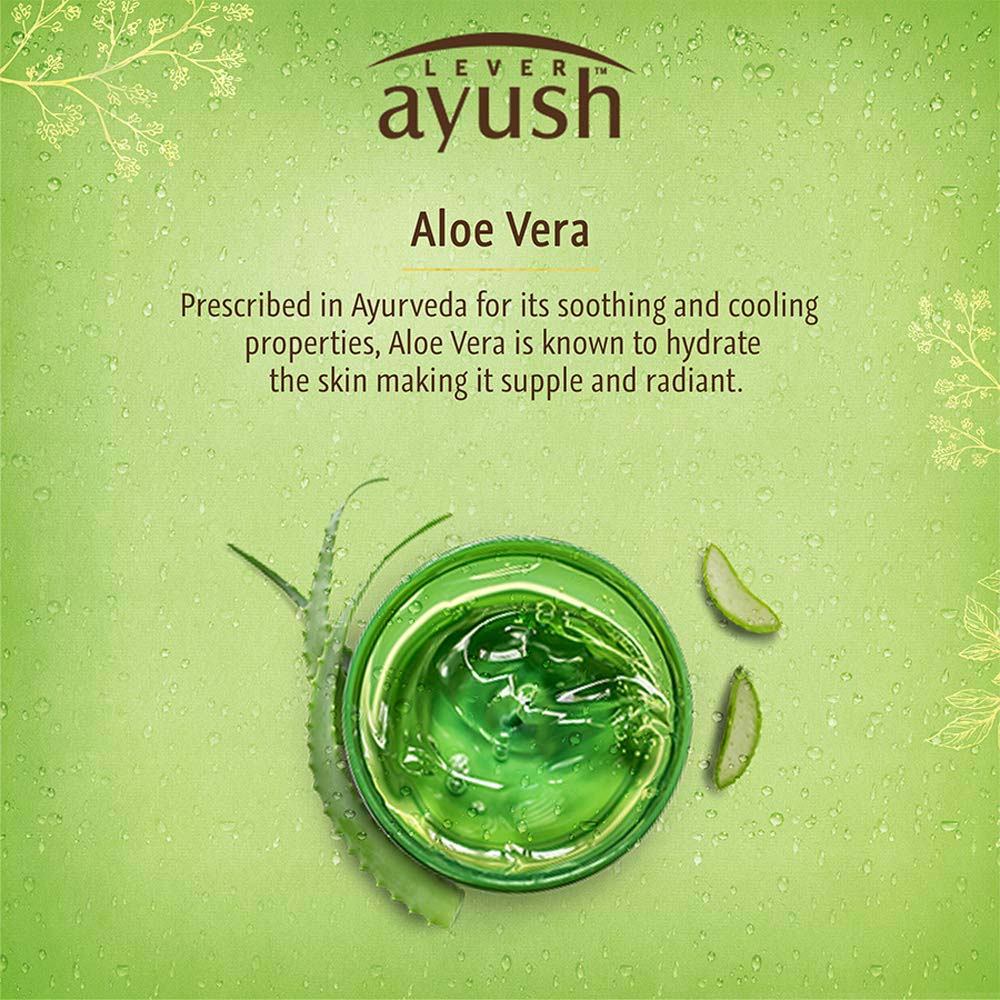 LEVER™
ayush
Aloe Vera
Prescribed in Ayurveda for its soothing and cooling
properties, Aloe Vera is known to hydrate
the skin making it supple and radiant.